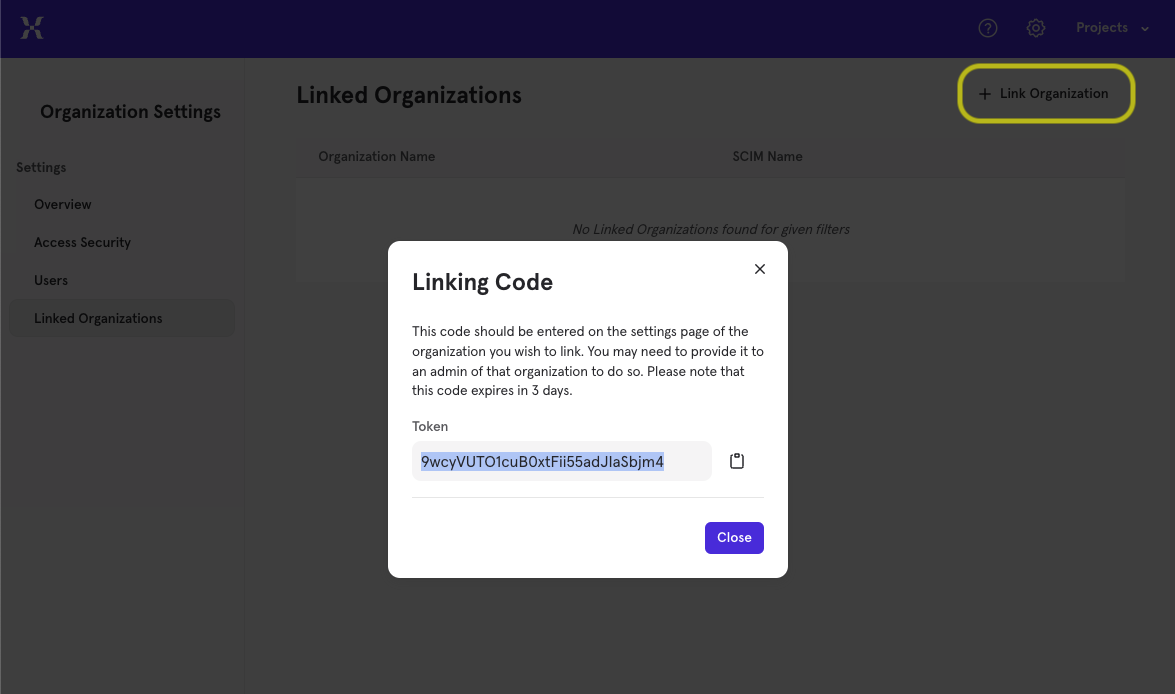 Projects
Organization Settings
Settings
Overview
Access Security
Users
Linked Organizations
Linked Organizations
+ Link Organization
Organization Name SCIM Name
No Linked Organizations found for given filters
Linking Code
This code should be entered on the settings page of the
organization you wish to link. You may need to provide it to
an admin of that organization to do so. Please note that
this code expires in 3 days.
Token
9wcyVUTO1cuB0xtFii55adJIaSbjm4
Close